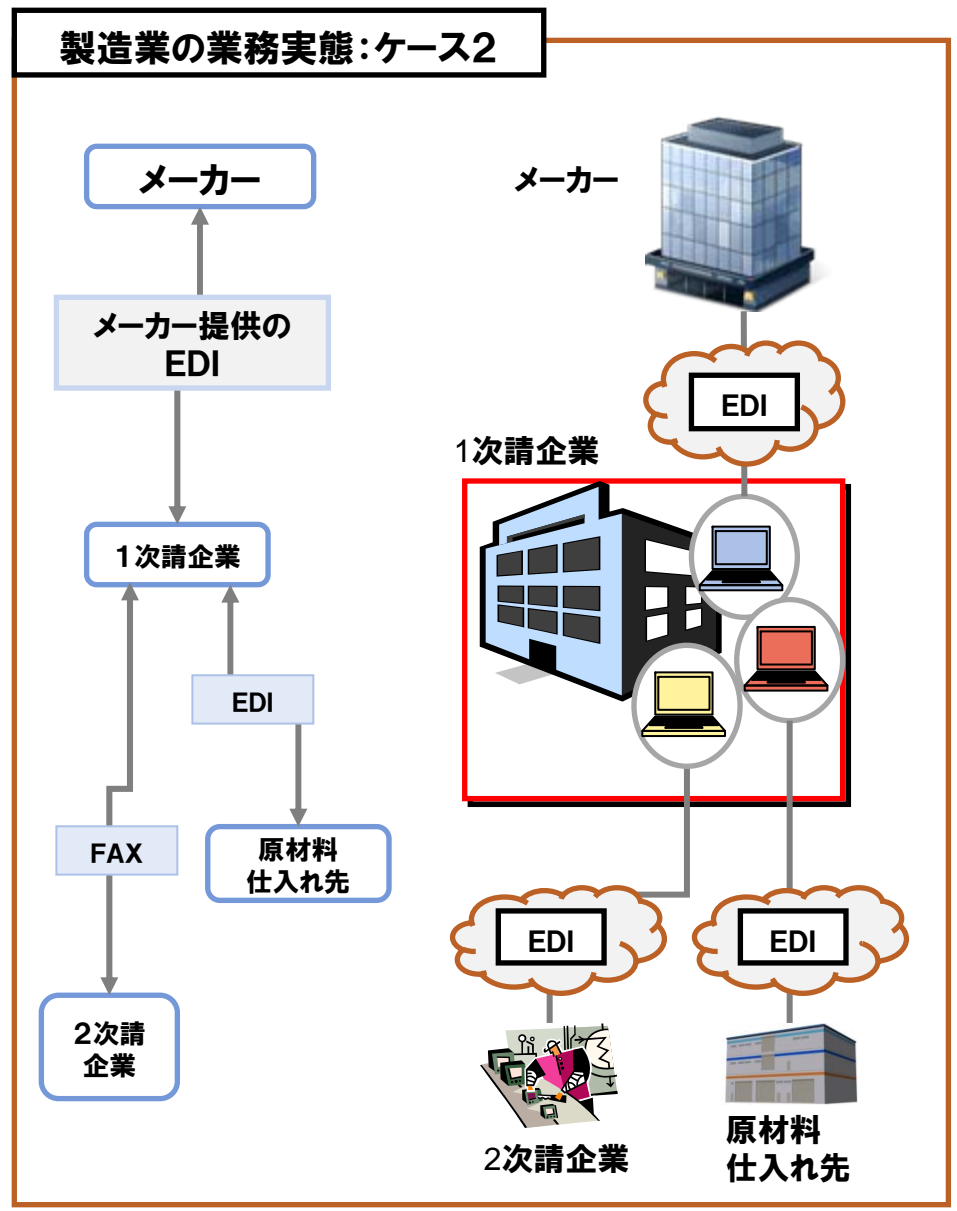 製造業の業務実態：ケース2
メーカー
メーカー提供の
EDI
1次請企業
EDI
FAX
原材料
仕入れ先
2次請
企業
メーカー
EDI
1次請企業
EDI
EDI
2次請企業
原材料
仕入れ先